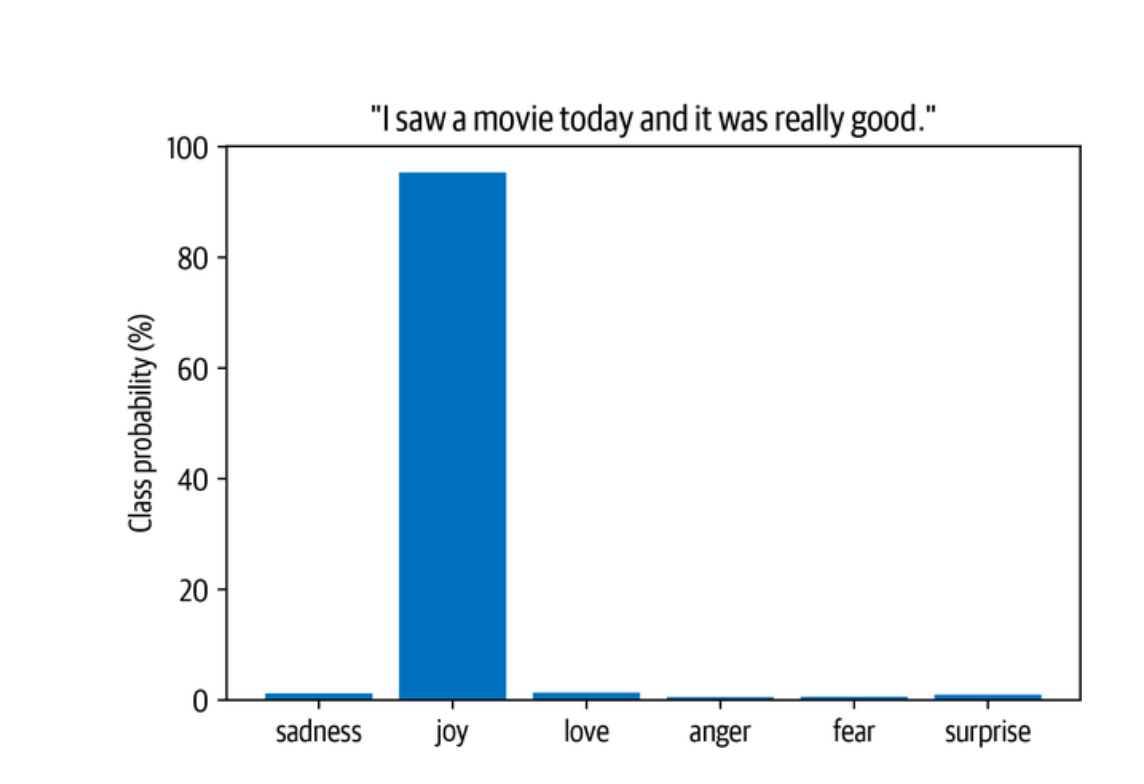 "I saw a movie today and it was really good."
100
80
60
40
20
0
Class probability (%)
sadness joy love anger fear surprise